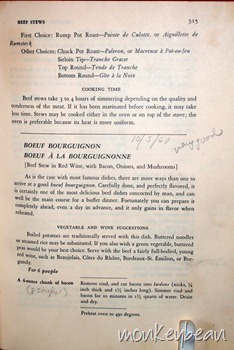 BEEF STEWS 315
First Choice: Rump Pot Roast—Pointe de Culotte, or Aiguillette de
Rumsteck
Other Choices: Chuck Pot Roast—Paleron, or Macreuse à Pot-au-feu
Sirloin Tip—Tranche Grasse
Top Round—Tende de Tranche
Bottom Round—Gîte à la Noix
COOKING TIME
Beef stews take 3 to 4 hours of simmering depending on the quality and
tenderness of the meat. If it has been marinated before cooking, it may take
less time. Stews may be cooked either in the oven or on top of the stove; the
oven is preferable because its heat is more uniform.
10/5/68 very good
BOEUF BOURGUIGNON
BOEUF À LA BOURGUIGNONNE
[Beef Stew in Red Wine, with Bacon, Onions, and Mushrooms]
As is the case with most famous dishes, there are more ways than one to
arrive at a good boeuf bourguignon. Carefully done, and perfectly flavored, it
is certainly one of the most delicious beef dishes concocted by man, and can
well be the main course for a buffet dinner. Fortunately you can prepare it
completely ahead, even a day in advance, and it only gains in flavor when
reheated.
VEGETABLE AND WINE SUGGESTIONS
Boiled potatoes are traditionally served with this dish. Buttered noodles
or steamed rice may be substituted. If you also wish a green vegetable, buttered
peas would be your best choice. Serve with the beef a fairly full-bodied, young
red wine, such as Beaujolais, Côtes du Rhône, Bordeaux-St. Émilion, or Bur-
gundy.
For 6 people
A 6-ounce chunk of bacon
Remove rind, and cut bacon into lardons (sticks, ¼
inch thick and 1½ inches long). Simmer rind and
bacon for 10 minutes in 1½ quarts of water. Drain
and dry.
Preheat oven to 450 degrees.
monkeybean